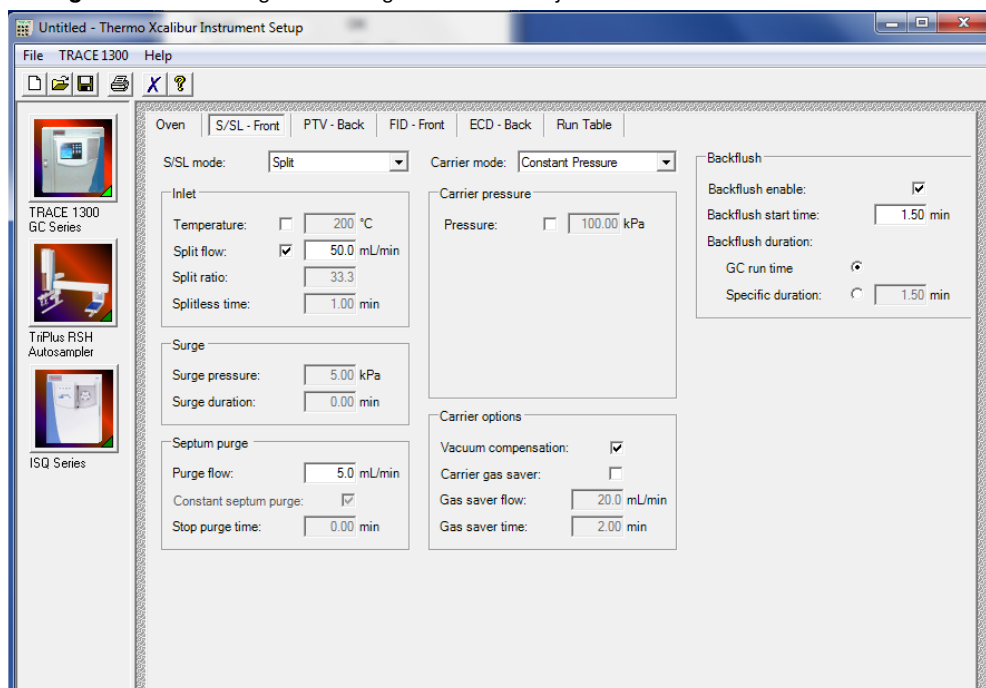 Untitled - Thermo Xcalibur Instrument Setup
File TRACE 1300 Help
Oven S/SL - Front PTV - Back FID - Front ECD - Back Run Table
S/SL mode: Split
Carrier mode: Constant Pressure
Inlet
Temperature: 200 °C
Split flow: 50.0 mL/min
Split ratio: 33.3
Splitless time: 1.00 min
Surge
Surge pressure: 5.00 kPa
Surge duration: 0.00 min
Septum purge
Purge flow: 5.0 mL/min
Constant septum purge:
Stop purge time: 0.00 min
Carrier pressure
Pressure: 100.00 kPa
Carrier options
Vacuum compensation:
Carrier gas saver:
Gas saver flow: 20.0 mL/min
Gas saver time: 2.00 min
Backflush
Backflush enable:
Backflush start time: 1.50 min
Backflush duration:
GC run time
Specific duration: 1.50 min
TRACE 1300
GC Series
TriPlus RSH
Autosampler
ISQ Series